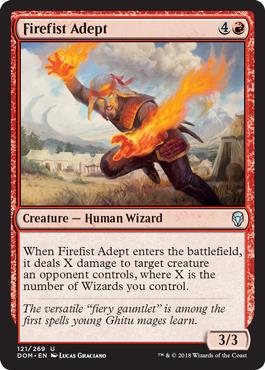 Firefist Adept 4
Creature — Human Wizard
When Firefist Adept enters the battlefield,
it deals X damage to target creature
an opponent controls, where X is the
number of Wizards you control.
The versatile “fiery gauntlet” is among the
first spells young Ghitu mages learn.
3/3
121/269 U
DOM • EN Lucas Graciano ™ & © 2018 Wizards of the Coast